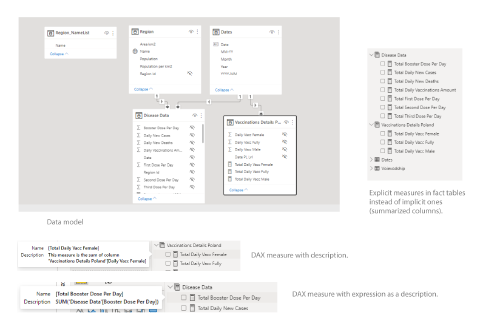 Region_NameList
Name
Collapse
Region
Areakm2
Name
Population
Population per km2
Region Id
Collapse
Dates
Date
Month
Year
Collapse
Disease Data
Booster Dose Per Day
Daily New Cases
Daily New Deaths
Daily Vaccinations Am...
Date
First Dose Per Day
Region Id
Second Dose Per Day
Third Dose Per Day
Collapse
Vaccinations Details P...
Daily Vacc Female
Daily Vacc Fully
Daily Vacc Male
Date PL Vcf
Total Daily Vacc Female
Total Daily Vacc Fully
Total Daily Vacc Male
Collapse
Disease Data
Total Booster Dose Per Day
Total Daily New Cases
Total Daily New Deaths
Total Daily Vaccinations Amount
Total First Dose Per Day
Total Second Dose Per Day
Total Third Dose Per Day
Vaccinations Details Poland
Total Daily Vacc Female
Total Daily Vacc Fully
Total Daily Vacc Male
Dates
Explicit measures in fact tables
instead of implicit ones
(summarized columns).
Data model
Name [Total Daily Vacc Female]
Description This measure is the sum of column
'Vaccinations Details Poland'[Daily Vacc Female]
Vaccinations Details Poland
Total Daily Vacc Female
Total Daily Vacc Fully
DAX measure with description.
Name [Total Booster Dose Per Day]
Description SUM('Disease Data'[Booster Dose Per Day])
Disease Data
Total Booster Dose Per Day
Total Daily New Cases
DAX measure with expression as a description.